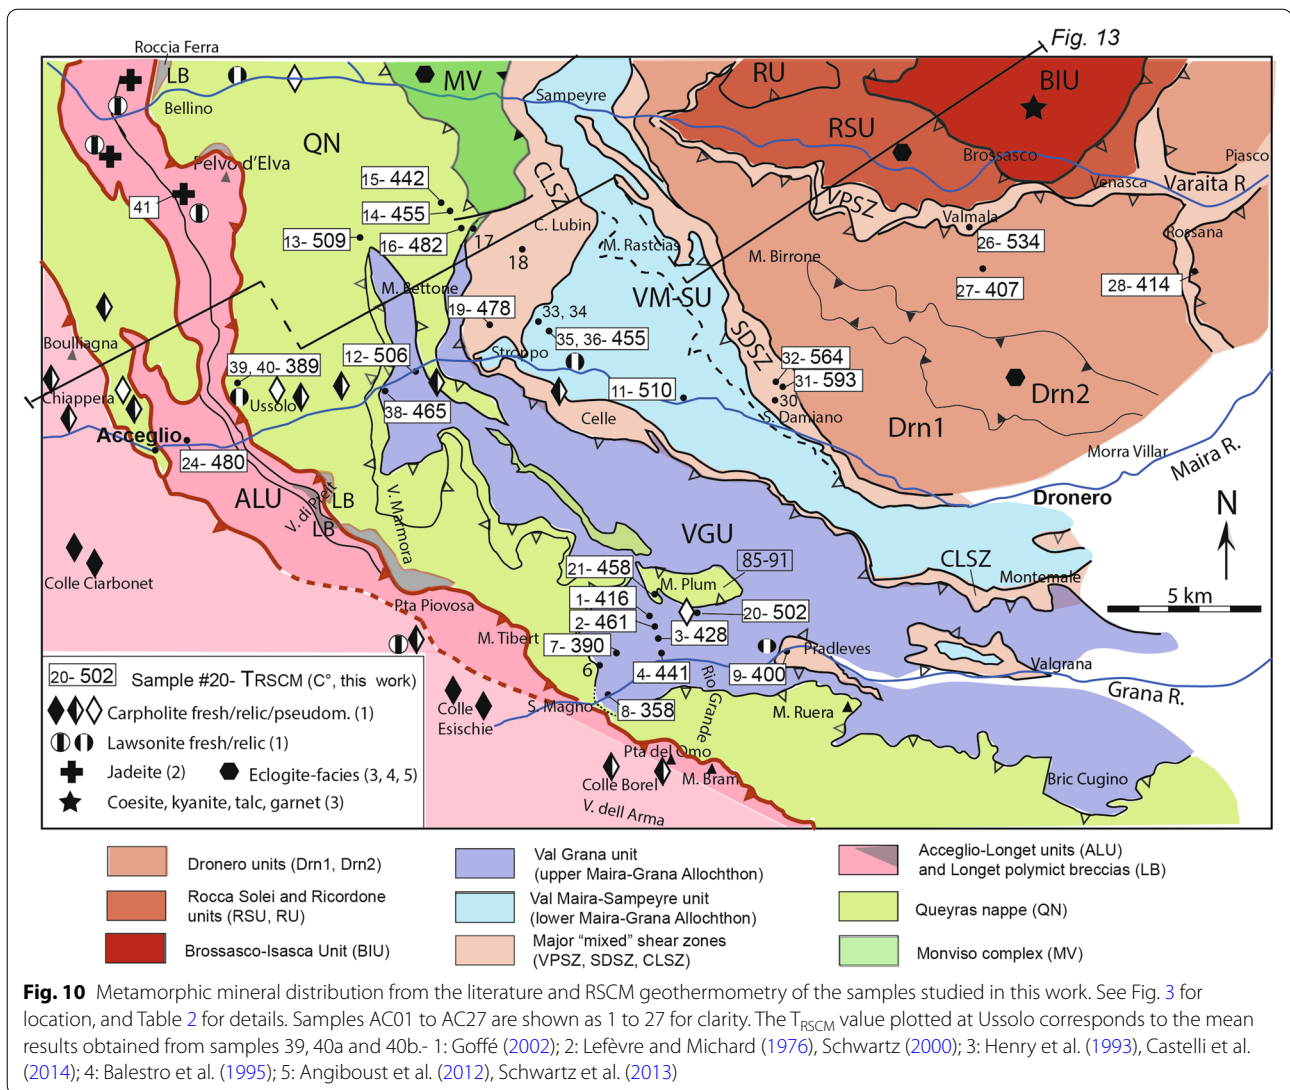 Fig. 13
Roccia Ferra
LB
Bellino
MV
Sampeyre
RU
BIU
RSU
QN
Brossasco
Piasco
Pelvo d’Elva
CLSZ
Venasca
Varaita R
15- 442
41
14- 455
VPSZ
Valmala
C. Lubin
13- 509
16- 482
17
M. Rasteias
26- 534
Rossana
18
M. Birrone
27- 407
28- 414
M. Bettone
VM-SU
19- 478
33, 34
Boulliagna
35, 36- 455
SDSZ
Stroppo
12- 506
32- 564
39, 40- 389
31- 593
Chiappera
Ussolo
11- 510
30
Drn2
38- 465
S. Damiano
Celle
Drn1
Acceglio
Morra Villar
Maira R.
24- 480
ALU
V. di Preit
LB
LB
V. Marmora
Dronero
N
VGU
85-91
CLSZ
21- 458
M. Plum
Montemale
Colle Ciarbonet
5 km
1- 416
20- 502
Pta Piovosa
2- 461
3- 428
M. Tibert
7- 390
Pradleves
6
4- 441
Rio Grande
9- 400
Valgrana
Grana R.
S. Magno
8- 358
M. Ruera
Colle
Esischie
Pta del Omo
Colle Borel
M. Bram
Bric Cugino
V. dell Arma
20- 502 Sample #20- TRSCM (C°, this work)
Carpholite fresh/relic/pseudom. (1)
Lawsonite fresh/relic (1)
Jadeite (2) Eclogite-facies (3, 4, 5)
Coesite, kyanite, talc, garnet (3)
Dronero units (Drn1, Drn2)
Rocca Solei and Ricordone
units (RSU, RU)
Brossasco-Isasca Unit (BIU)
Val Grana unit
(upper Maira-Grana Allochthon)
Val Maira-Sampeyre unit
(lower Maira-Grana Allochthon)
Major “mixed” shear zones
(VPSZ, SDSZ, CLSZ)
Acceglio-Longet units (ALU)
and Longet polymict breccias (LB)
Queyras nappe (QN)
Monviso complex (MV)
Fig. 10 Metamorphic mineral distribution from the literature and RSCM geothermometry of the samples studied in this work. See Fig. 3 for
location, and Table 2 for details. Samples AC01 to AC27 are shown as 1 to 27 for clarity. The TRSCM value plotted at Ussolo corresponds to the mean
results obtained from samples 39, 40a and 40b.- 1: Goffé (2002); 2: Lefèvre and Michard (1976), Schwartz (2000); 3: Henry et al. (1993), Castelli et al.
(2014); 4: Balestro et al. (1995); 5: Angiboust et al. (2012), Schwartz et al. (2013)